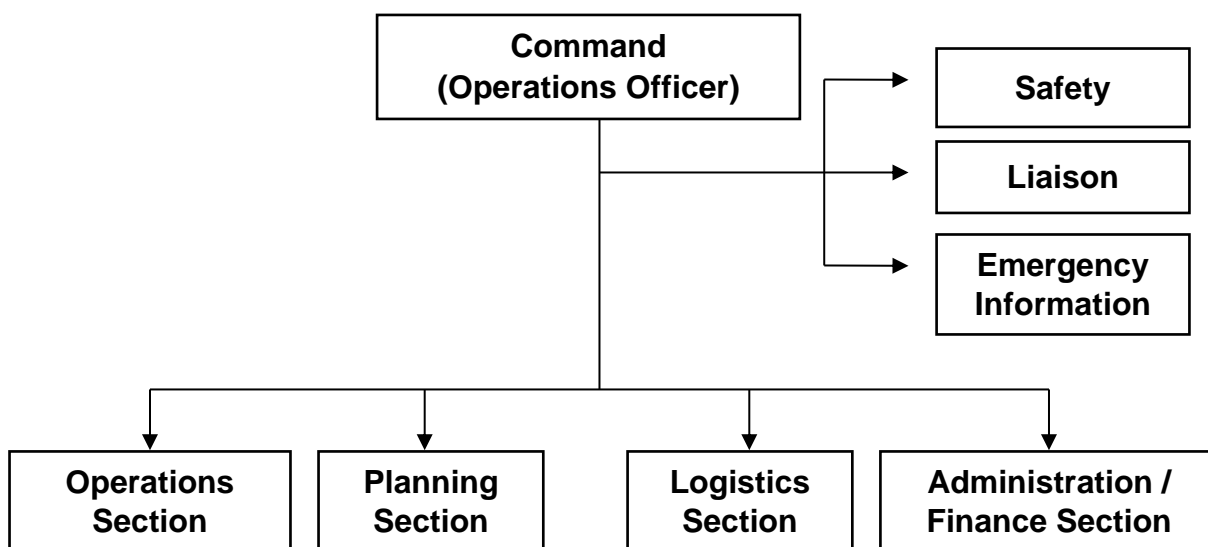 Command
(Operations Officer)
Safety
Liaison
Emergency
Information
Operations
Section
Planning
Section
Logistics
Section
Administration /
Finance Section